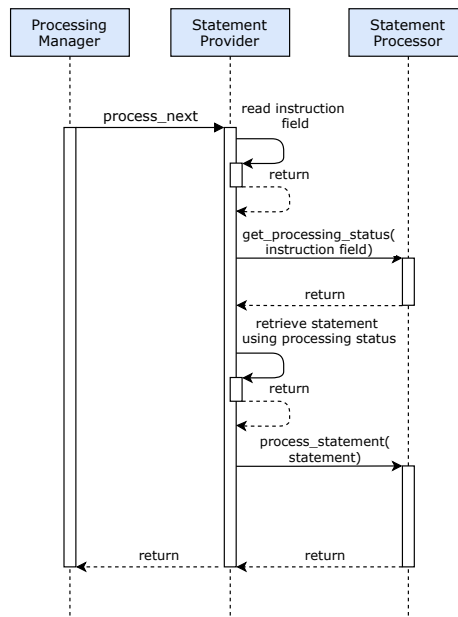 Processing
Manager
Statement
Provider
Statement
Processor
process_next
read instruction
field
return
get_processing_status(
instruction field)
return
retrieve statement
using processing status
return
process_statement(
statement)
return
return